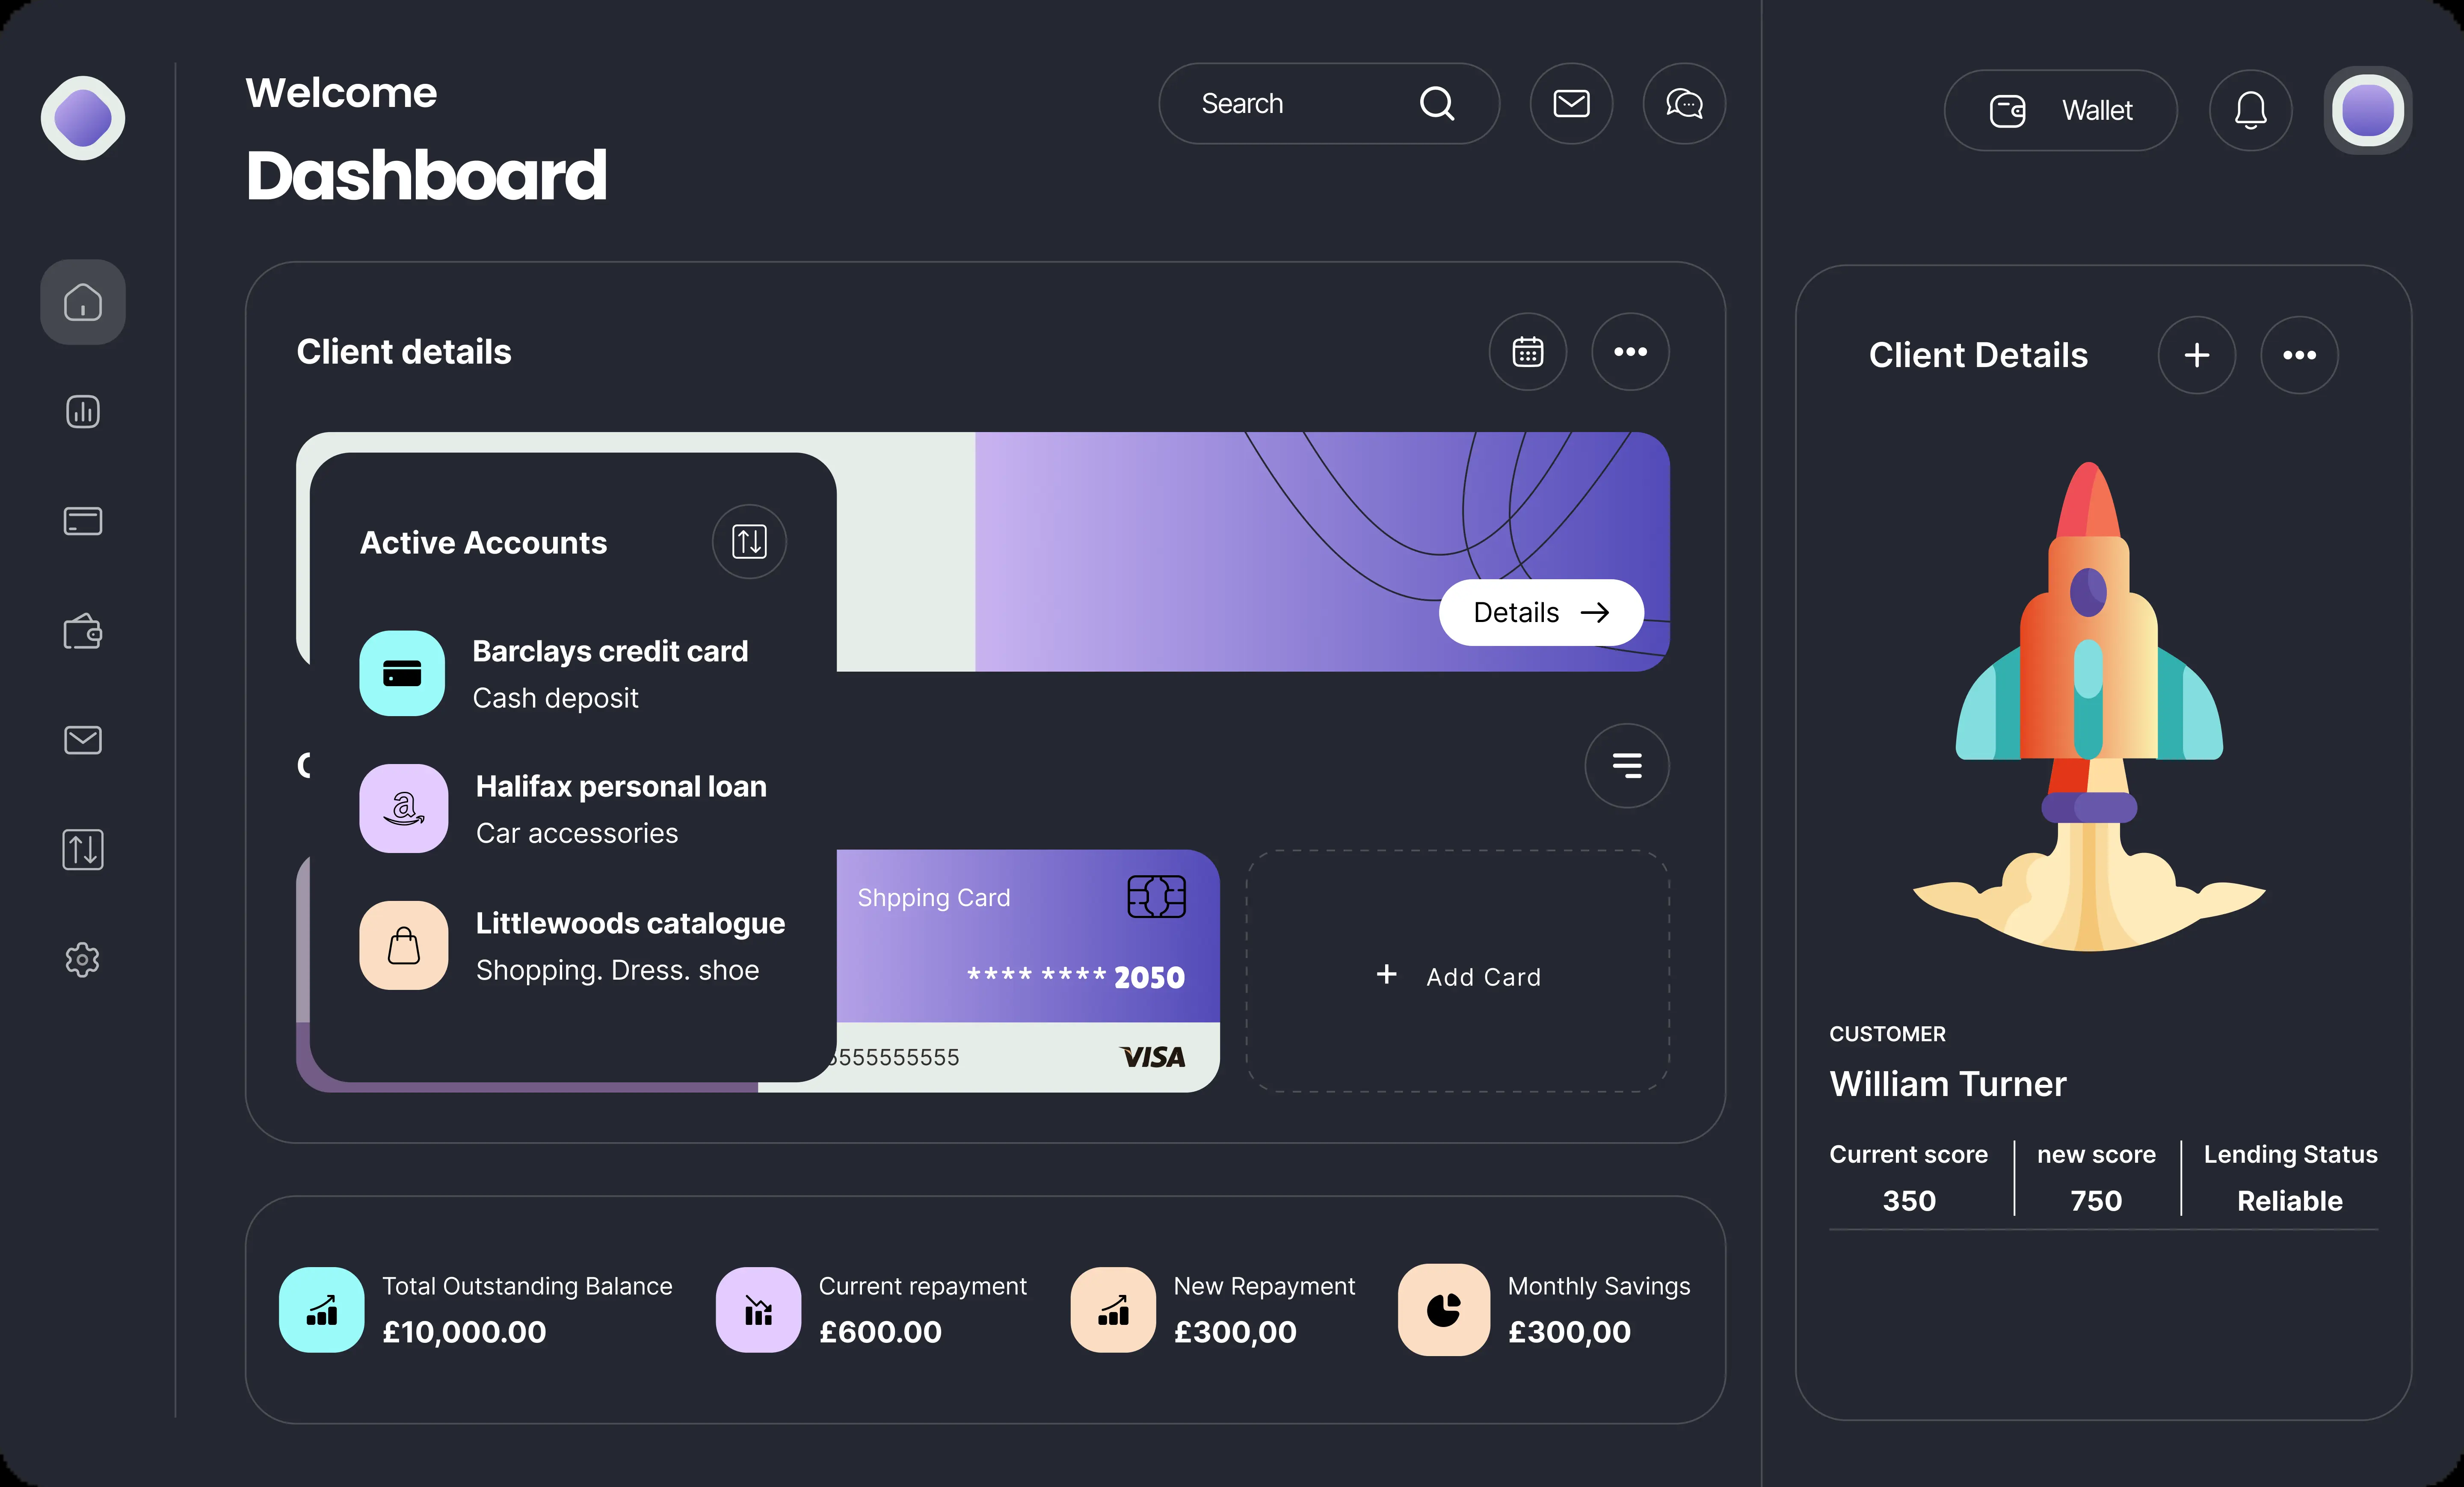 Welcome
Dashboard
Search
Wallet
Client details
Active Accounts
Barclays credit card
Cash deposit
Halifax personal loan
Car accessories
Littlewoods catalogue
Shopping. Dress. shoe
Details
Shpping Card
**** **** 2050
5555555555
VISA
+ Add Card
Total Outstanding Balance
£10,000.00
Current repayment
£600.00
New Repayment
£300,00
Monthly Savings
£300,00
Client Details
CUSTOMER
William Turner
Current score
350
new score
750
Lending Status
Reliable